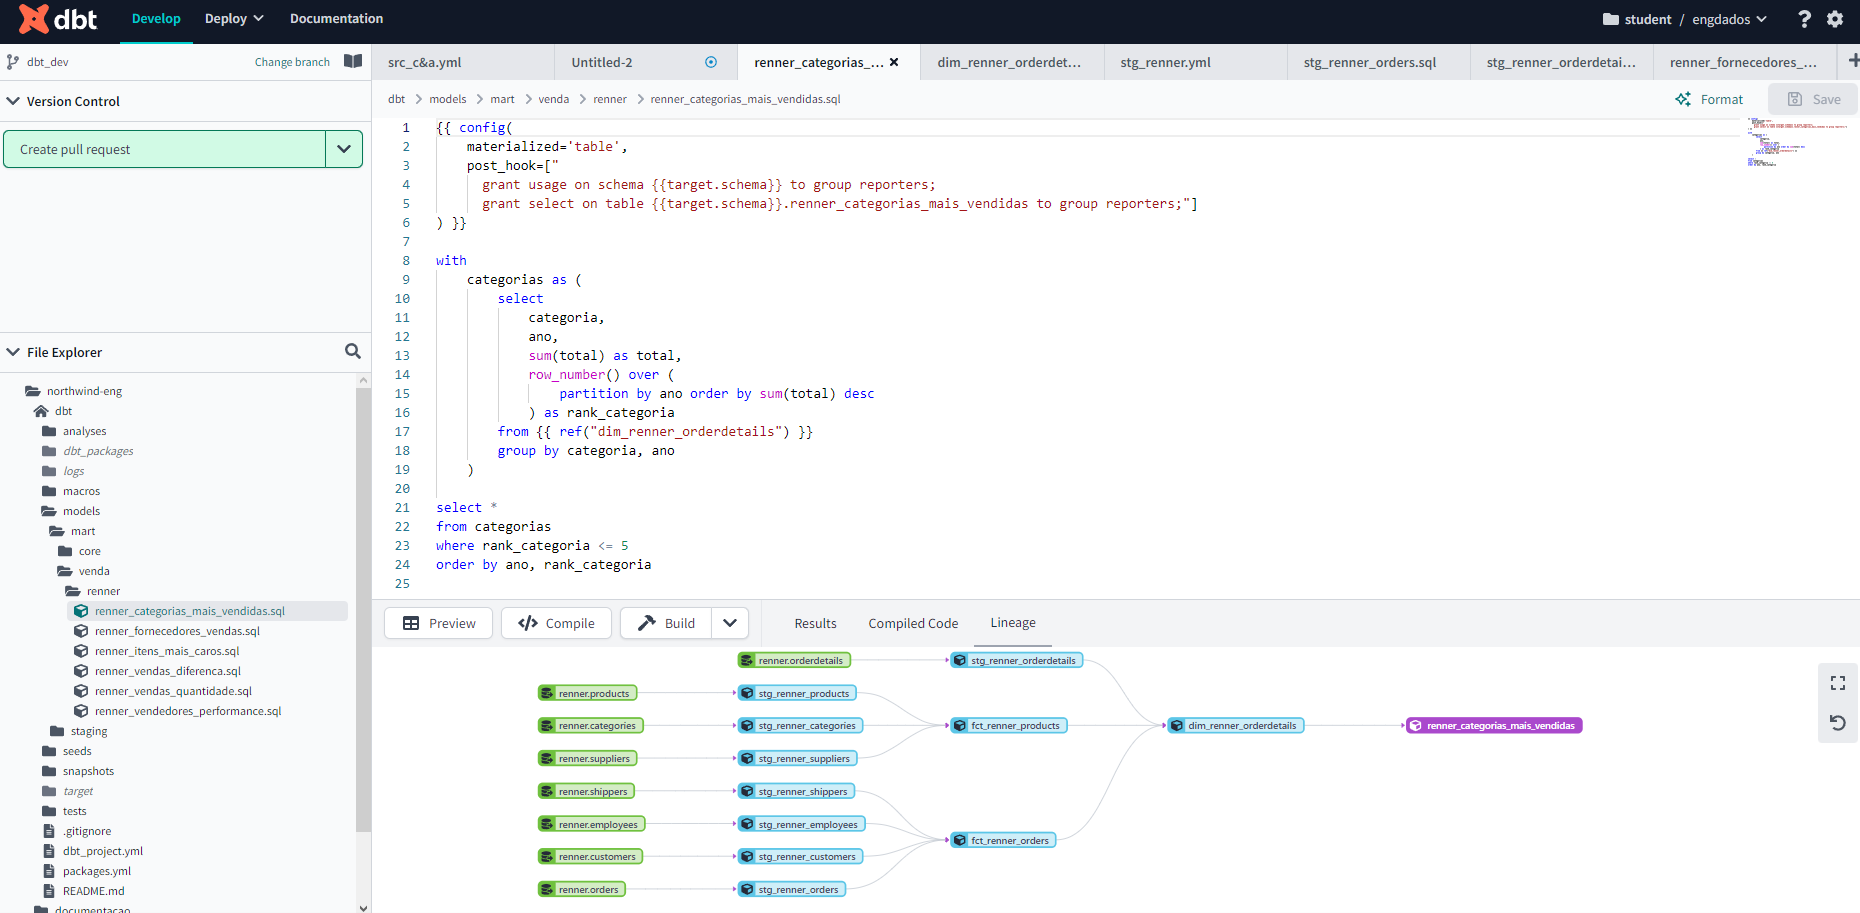 dbt
Develop
Deploy
Documentation
student / engdados
?
dbt_dev
Change branch
Version Control
Create pull request
File Explorer
northwind-eng
dbt
analyses
dbt_packages
logs
macros
models
mart
core
venda
renner
renner_categorias_mais_vendidas.sql
renner_fornecedores_vendas.sql
renner_itens_mais_caros.sql
renner_vendas_diferenca.sql
renner_vendas_quantidade.sql
renner_vendedores_performance.sql
staging
seeds
snapshots
target
tests
.gitignore
dbt_project.yml
packages.yml
README.md
documentacao
src_c&a.yml
Untitled-2
renner_categorias_...
dim_renner_orderdet...
stg_renner.yml
stg_renner_orders.sql
stg_renner_orderdetai...
renner_fornecedores_...
dbt > models > mart > venda > renner > renner_categorias_mais_vendidas.sql
Format
Save
1 {{ config(
2 materialized='table',
3 post_hook=["
4 grant usage on schema {{target.schema}} to group reporters;
5 grant select on table {{target.schema}}.renner_categorias_mais_vendidas to group reporters;"]
6 ) }}
7
8 with
9 categorias as (
10 select
11 categoria,
12 ano,
13 sum(total) as total,
14 row_number() over (
15 partition by ano order by sum(total) desc
16 ) as rank_categoria
17 from {{ ref("dim_renner_orderdetails") }}
18 group by categoria, ano
19 )
20
21 select *
22 from categorias
23 where rank_categoria <= 5
24 order by ano, rank_categoria
25
Preview
Compile
Build
Results
Compiled Code
Lineage
renner.orderdetails
stg_renner_orderdetails
renner.products
stg_renner_products
renner.categories
stg_renner_categories
fct_renner_products
dim_renner_orderdetails
renner_categorias_mais_vendidas
renner.suppliers
stg_renner_suppliers
renner.shippers
stg_renner_shippers
renner.employees
stg_renner_employees
fct_renner_orders
renner.customers
stg_renner_customers
renner.orders
stg_renner_orders